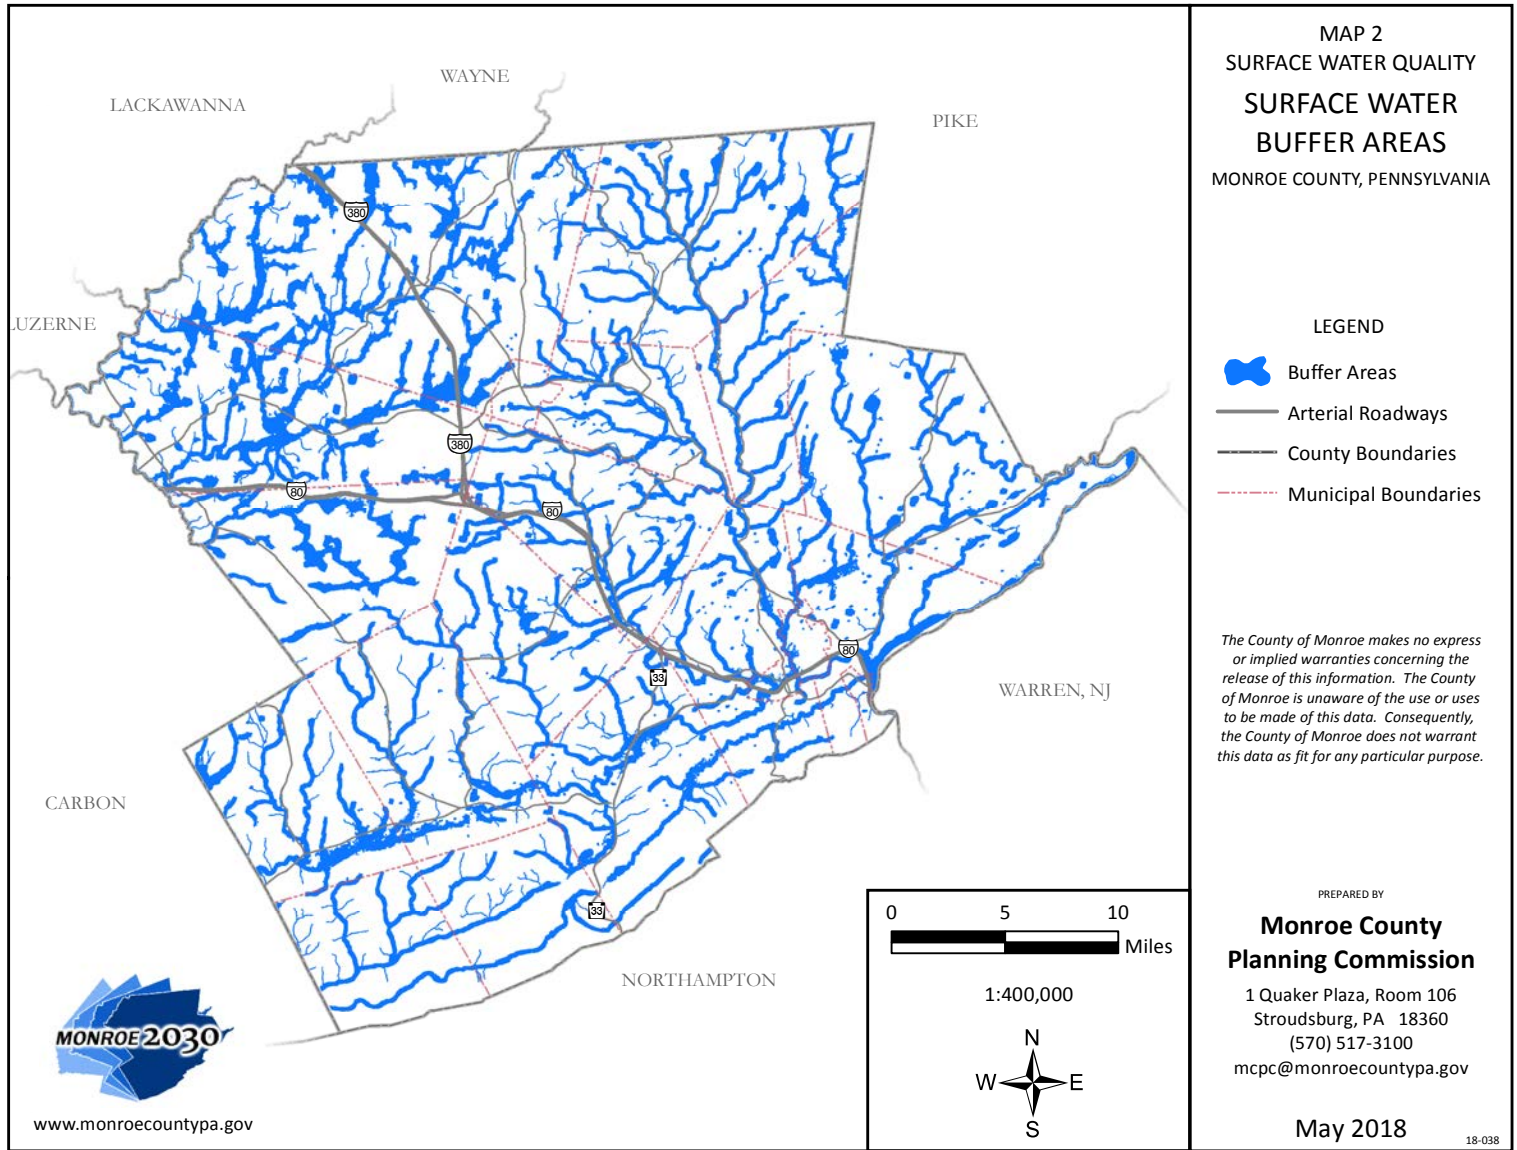 WAYNE
LACKAWANNA
PIKE
LUZERNE
380
380
80
80
80
33
WARREN, NJ
CARBON
33
NORTHAMPTON
MONROE 2030
www.monroecountypa.gov
0 5 10
Miles
1:400,000
N
W E
S
MAP 2
SURFACE WATER QUALITY
SURFACE WATER
BUFFER AREAS
MONROE COUNTY, PENNSYLVANIA
LEGEND
Buffer Areas
Arterial Roadways
County Boundaries
Municipal Boundaries
The County of Monroe makes no express
or implied warranties concerning the
release of this information. The County
of Monroe is unaware of the use or uses
to be made of this data. Consequently,
the County of Monroe does not warrant
this data as fit for any particular purpose.
PREPARED BY
Monroe County
Planning Commission
1 Quaker Plaza, Room 106
Stroudsburg, PA 18360
(570) 517-3100
mcpc@monroecountypa.gov
May 2018
18-038